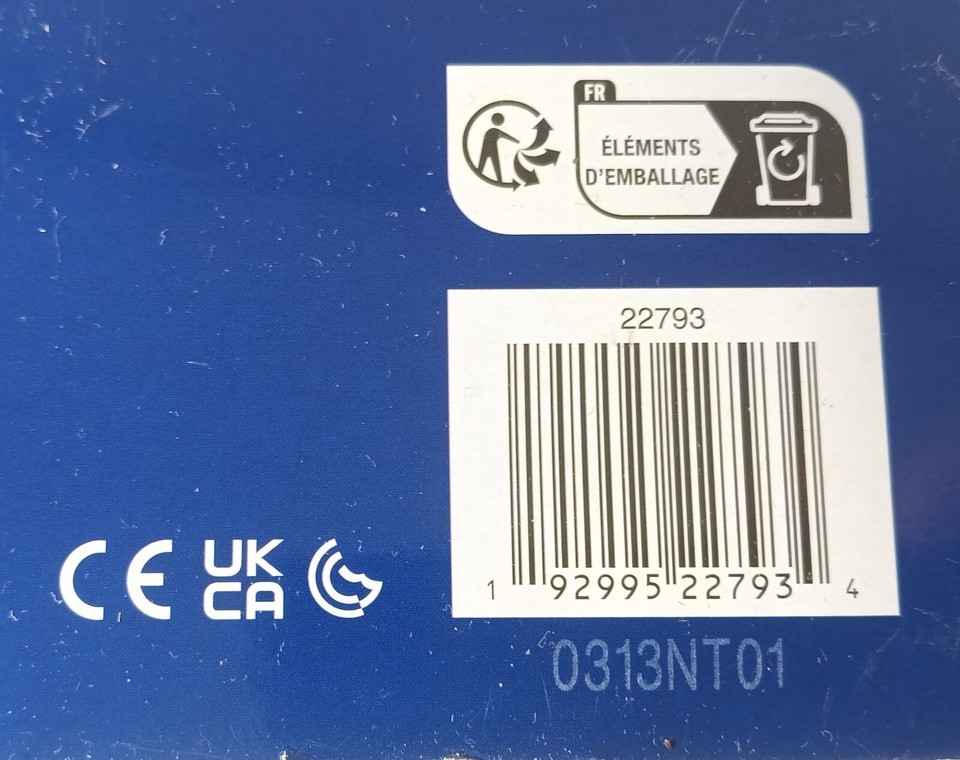 FR
ÉLÉMENTS
D'EMBALLAGE
22793
1 92995 22793 4
CE UK
CA
0313NT01